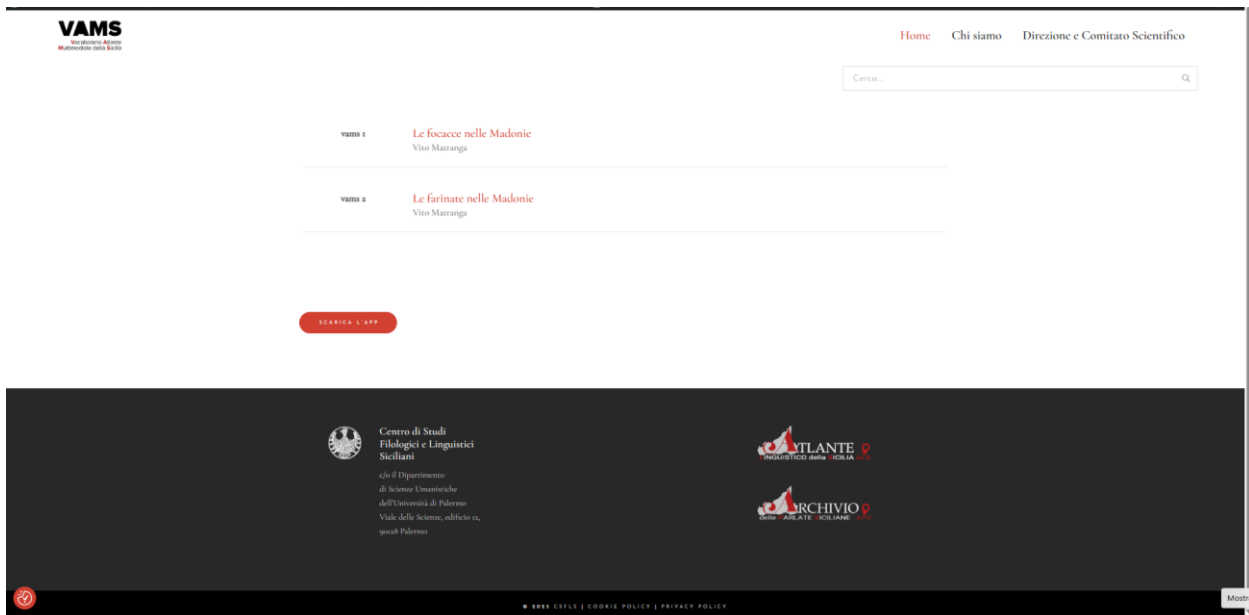 VAMS
Vocabolario Atlante
Multimediale della Sicilia
Home Chi siamo Direzione e Comitato Scientifico
Cerca...
vams 1 Le focacce nelle Madonie
Vito Matranga
vams 2 Le farinate nelle Madonie
Vito Matranga
SCARICA L'APP
Centro di Studi
Filologici e Linguistici
Siciliani
c/o il Dipartimento
di Scienze Umanistiche
dell'Università di Palermo
Viale delle Scienze, edificio 12,
90128 Palermo
ATLANTE
LINGUISTICO della SICILIA
ARCHIVIO
delle PARLATE SICILIANE
CSFLS | COOKIE POLICY | PRIVACY POLICY